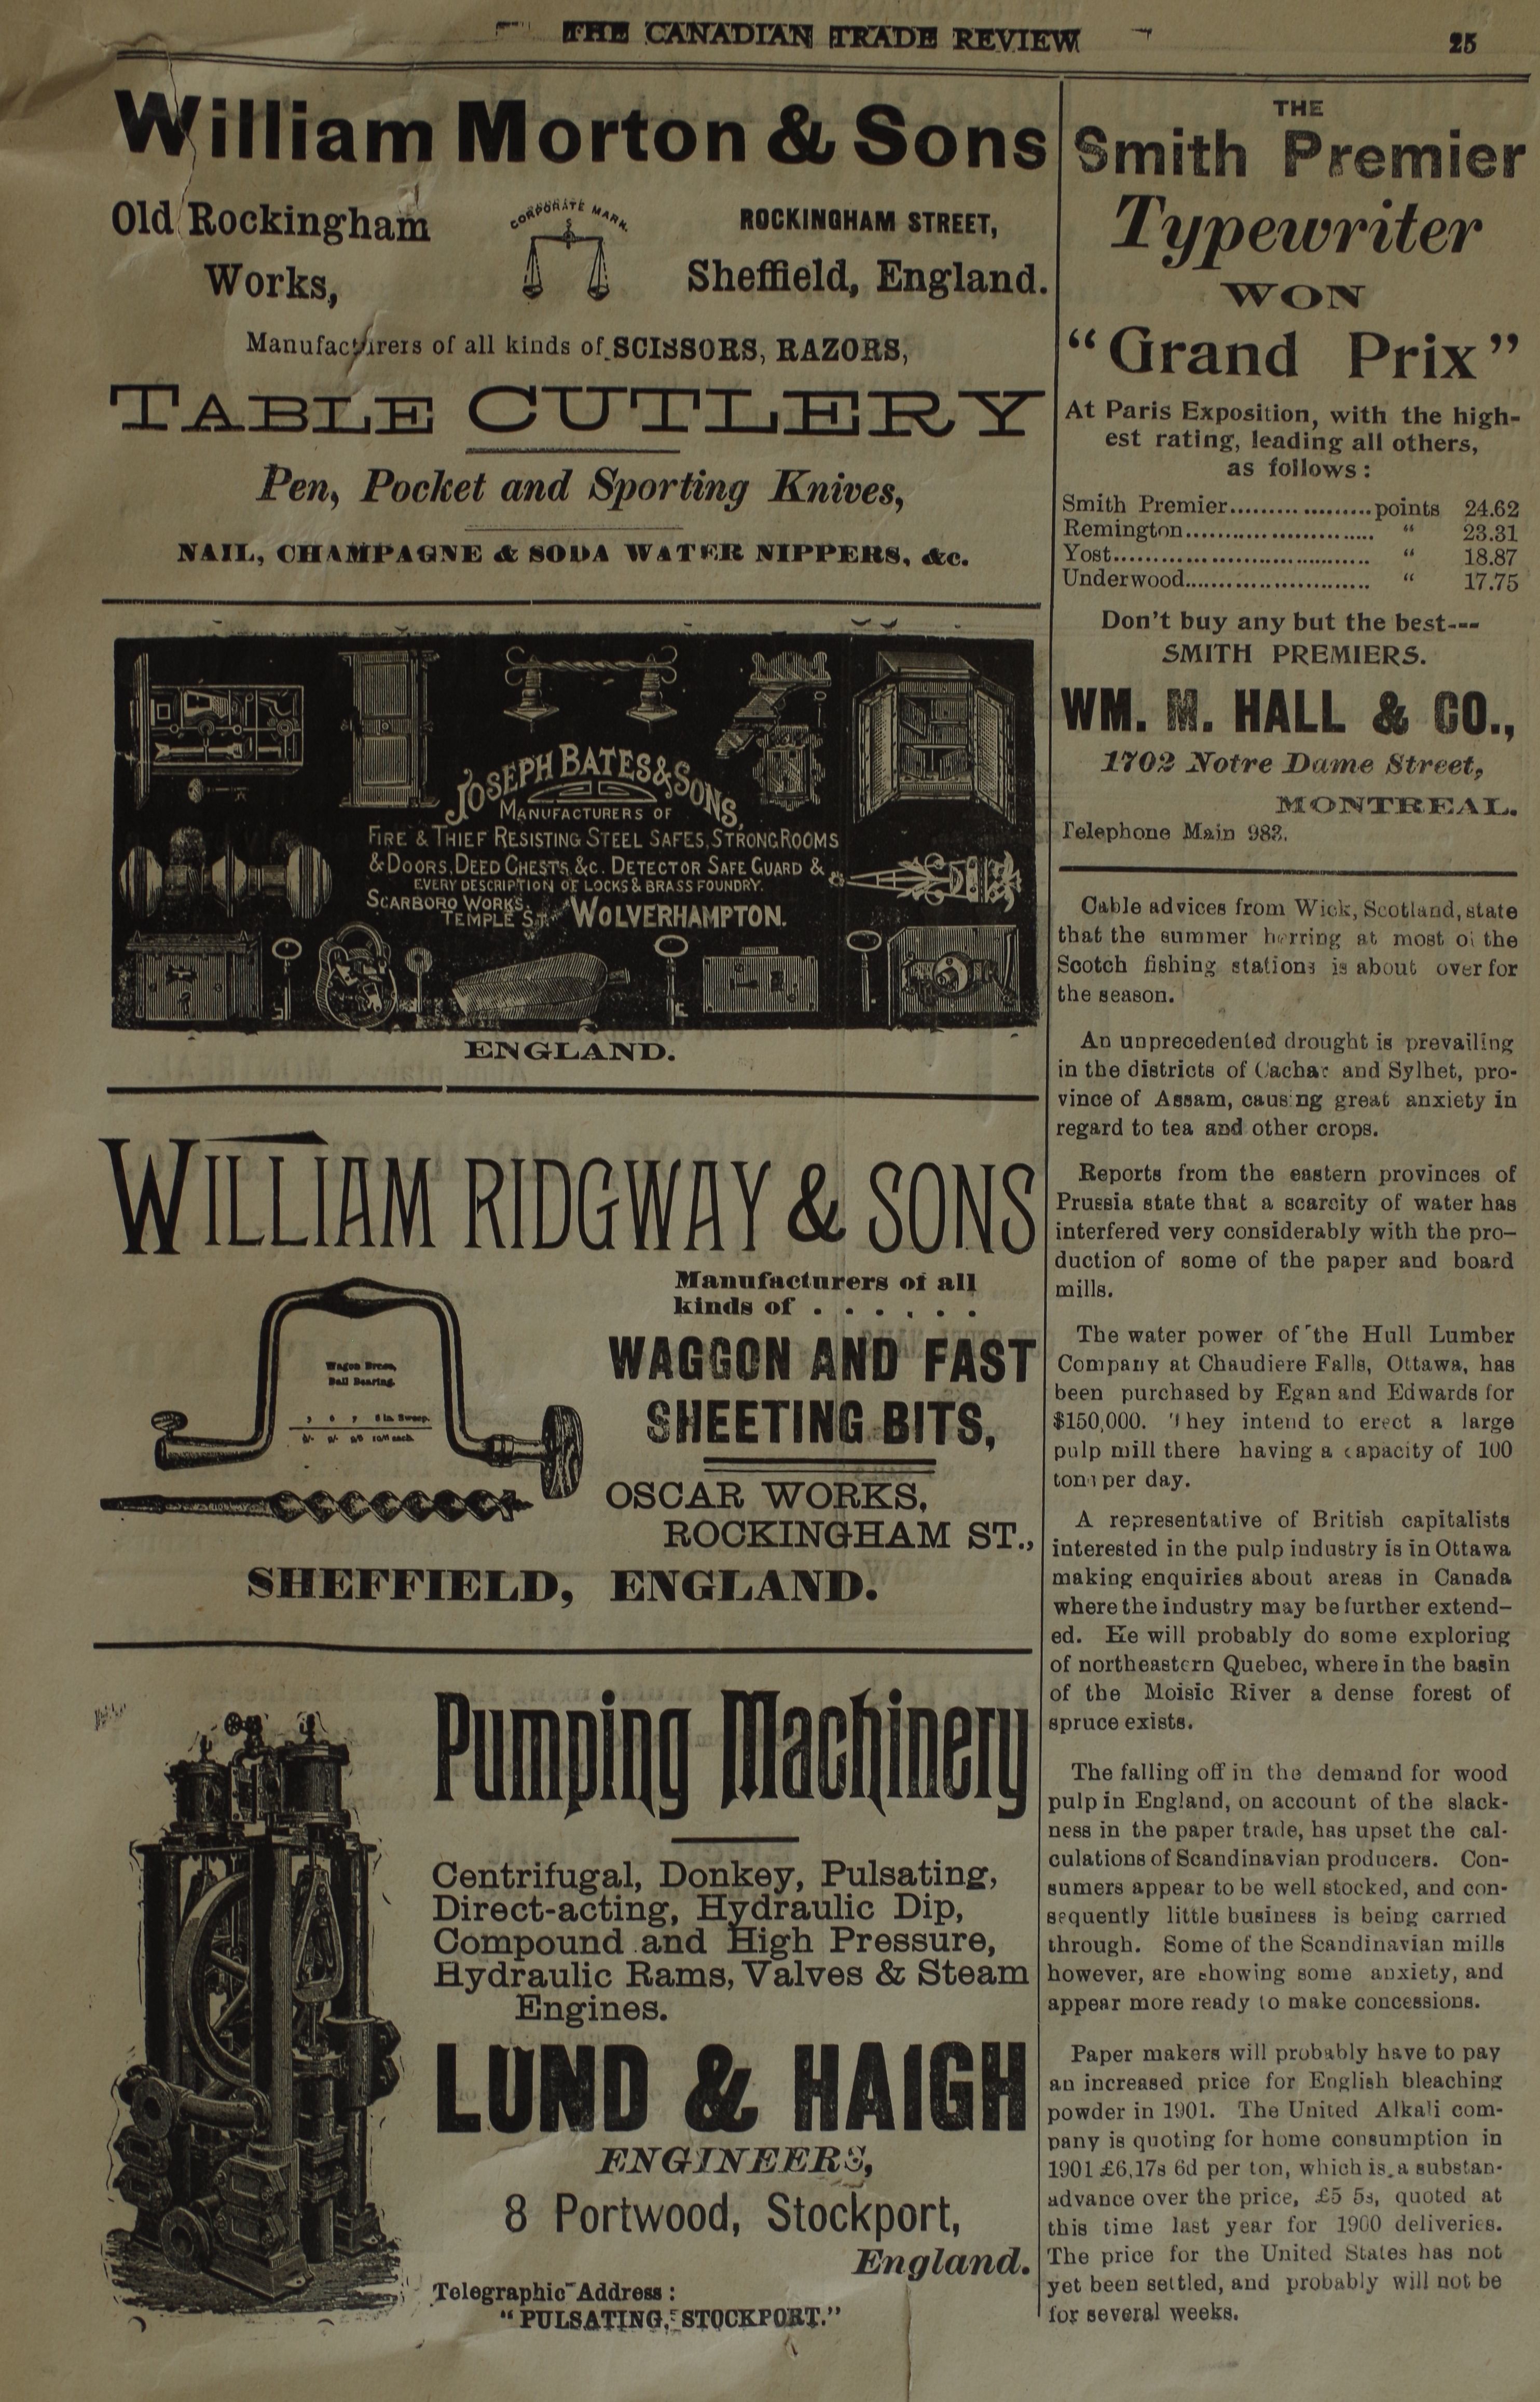 THE CANADIAN TRADE REVIEW 25
William Morton & Sons
Old Rockingham
Works,
CORPORATE MARK.
ROCKINGHAM STREET,
Sheffield, England.
Manufacturers of all kinds of SCISSORS, RAZORS,
TABLE CUTLERY
Pen, Pocket and Sporting Knives,
NAIL, CHAMPAGNE & SODA WATER NIPPERS, &c.
JOSEPH BATES & SONS,
MANUFACTURERS OF
FIRE & THIEF RESISTING STEEL SAFES, STRONG ROOMS
& DOORS, DEED CHESTS, &c. DETECTOR SAFE GUARD &
EVERY DESCRIPTION OF LOCKS & BRASS FOUNDRY.
SCARBORO WORKS,
TEMPLE ST. WOLVERHAMPTON.
ENGLAND.
WILLIAM RIDGWAY & SONS
Manufacturers of all
kinds of . . . . . .
WAGGON AND FAST
SHEETING BITS,
Wagon Brace,
Ball Bearing.
5 6 7 8 in. Sweep.
OSCAR WORKS,
ROCKINGHAM ST.,
SHEFFIELD, ENGLAND.
Pumping Machinery
Centrifugal, Donkey, Pulsating,
Direct-acting, Hydraulic Dip,
Compound and High Pressure,
Hydraulic Rams, Valves & Steam
Engines.
LUND & HAIGH
ENGINEERS,
8 Portwood, Stockport,
England.
Telegraphic Address:
"PULSATING, STOCKPORT."
THE
Smith Premier
Typewriter
WON
"Grand Prix"
At Paris Exposition, with the high-
est rating, leading all others,
as follows:
Smith Premier....................points 24.62
Remington........................... " 23.31
Yost..................................... " 18.87
Underwood.......................... " 17.75
Don't buy any but the best---
SMITH PREMIERS.
WM. M. HALL & CO.,
1702 Notre Dame Street,
MONTREAL.
Telephone Main 983.
Cable advices from Wick, Scotland, state
that the summer herring at most of the
Scotch fishing stations is about over for
the season.
An unprecedented drought is prevailing
in the districts of Cachar and Sylhet, pro-
vince of Assam, causing great anxiety in
regard to tea and other crops.
Reports from the eastern provinces of
Prussia state that a scarcity of water has
interfered very considerably with the pro-
duction of some of the paper and board
mills.
The water power of the Hull Lumber
Company at Chaudiere Falls, Ottawa, has
been purchased by Egan and Edwards for
$150,000. They intend to erect a large
pulp mill there having a capacity of 100
tons per day.
A representative of British capitalists
interested in the pulp industry is in Ottawa
making enquiries about areas in Canada
where the industry may be further extend-
ed. He will probably do some exploring
of northeastern Quebec, where in the basin
of the Moisic River a dense forest of
spruce exists.
The falling off in the demand for wood
pulp in England, on account of the slack-
ness in the paper trade, has upset the cal-
culations of Scandinavian producers. Con-
sumers appear to be well stocked, and con-
sequently little business is being carried
through. Some of the Scandinavian mills
however, are showing some anxiety, and
appear more ready to make concessions.
Paper makers will probably have to pay
an increased price for English bleaching
powder in 1901. The United Alkali com-
pany is quoting for home consumption in
1901 £6,17s 6d per ton, which is a substan-
advance over the price, £5 5s, quoted at
this time last year for 1900 deliveries.
The price for the United States has not
yet been settled, and probably will not be
for several weeks.